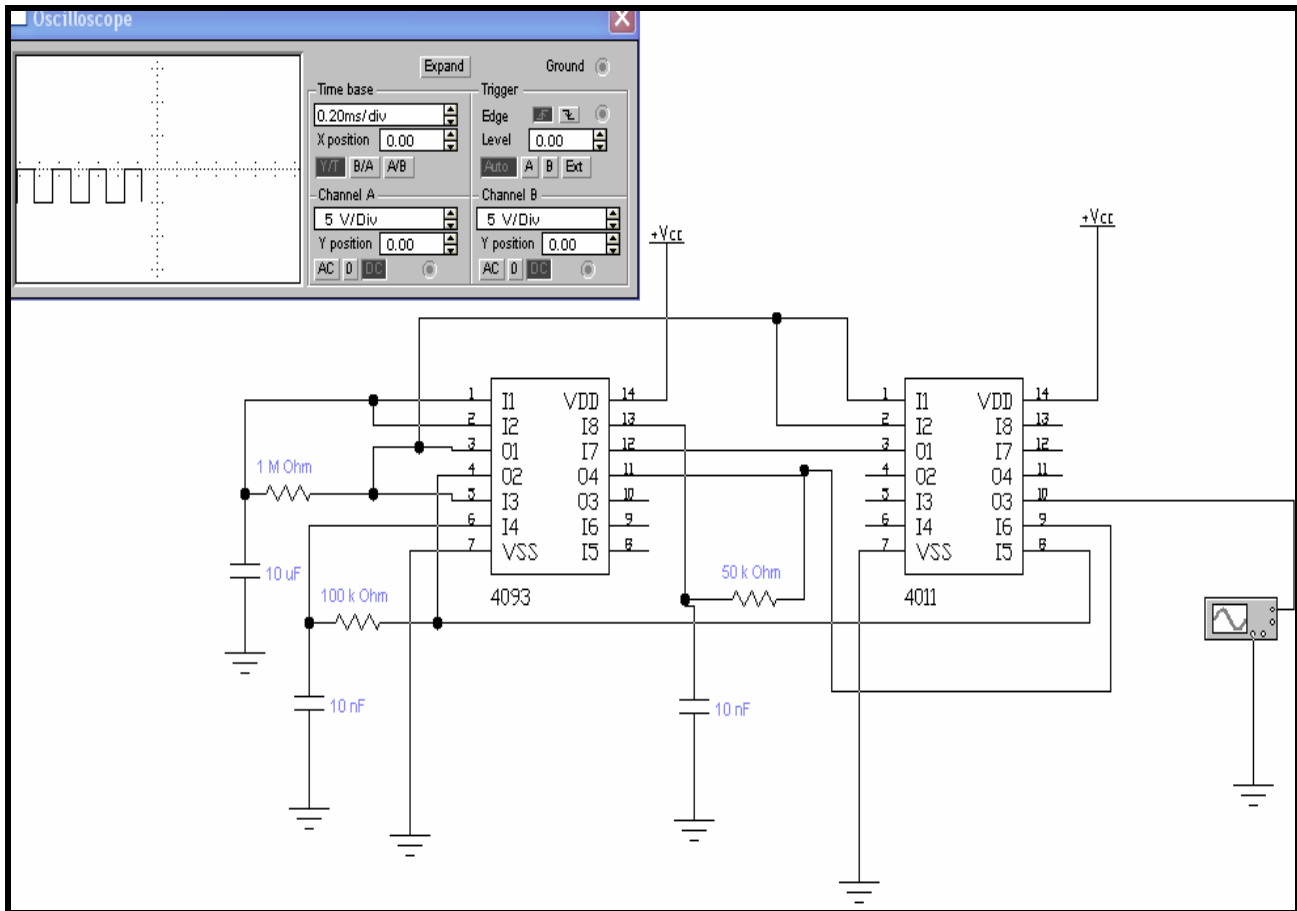 Oscilloscope
Expand Ground
Time base Trigger
0.20ms/div Edge
X position 0.00 Level 0.00
Y/T B/A A/B Auto A B Ext
Channel A Channel B
5 V/Div 5 V/Div
Y position 0.00 Y position 0.00
AC 0 DC AC 0 DC
+Vcc
+Vcc
1 I1 VDD 14
2 I2 I8 13
3 O1 I7 12
4 O2 O4 11
5 I3 O3 10
6 I4 I6 9
7 VSS I5 8
4093
1 I1 VDD 14
2 I2 I8 13
3 O1 I7 12
4 O2 O4 11
5 I3 O3 10
6 I4 I6 9
7 VSS I5 8
4011
1 M Ohm
10 uF
100 k Ohm
10 nF
50 k Ohm
10 nF